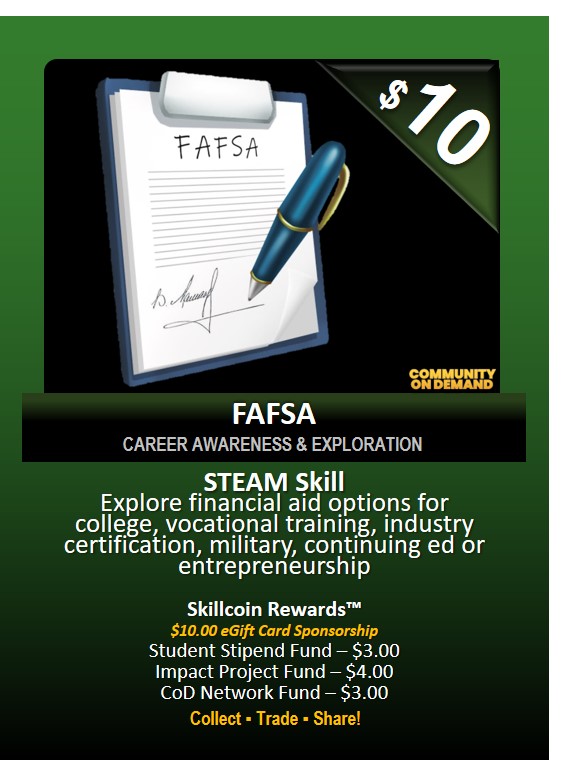 $10
FAFSA
COMMUNITY
ON DEMAND
FAFSA
CAREER AWARENESS & EXPLORATION
STEAM Skill
Explore financial aid options for
college, vocational training, industry
certification, military, continuing ed or
entrepreneurship
Skillcoin Rewards™
$10.00 eGift Card Sponsorship
Student Stipend Fund – $3.00
Impact Project Fund – $4.00
CoD Network Fund – $3.00
Collect ▪ Trade ▪ Share!